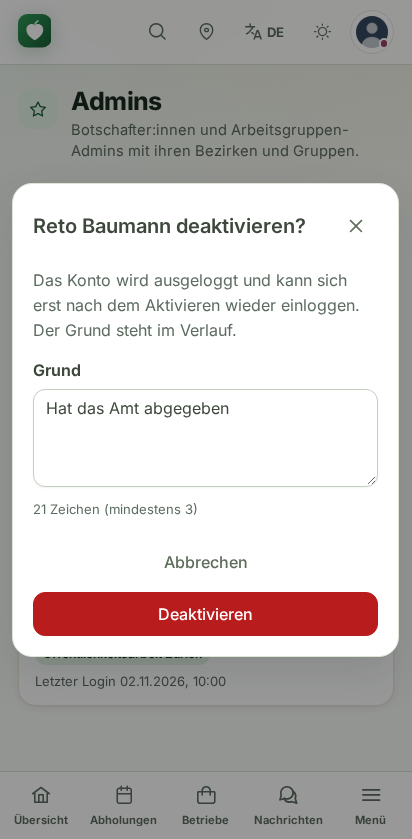 DE
Admins
Botschafter:innen und Arbeitsgruppen-
Admins mit ihren Bezirken und Gruppen.
Reto Baumann deaktivieren?
Das Konto wird ausgeloggt und kann sich
erst nach dem Aktivieren wieder einloggen.
Der Grund steht im Verlauf.
Grund
Hat das Amt abgegeben
21 Zeichen (mindestens 3)
Abbrechen
Deaktivieren
Letzter Login 02.11.2026, 10:00
Übersicht
Abholungen
Betriebe
Nachrichten
Menü